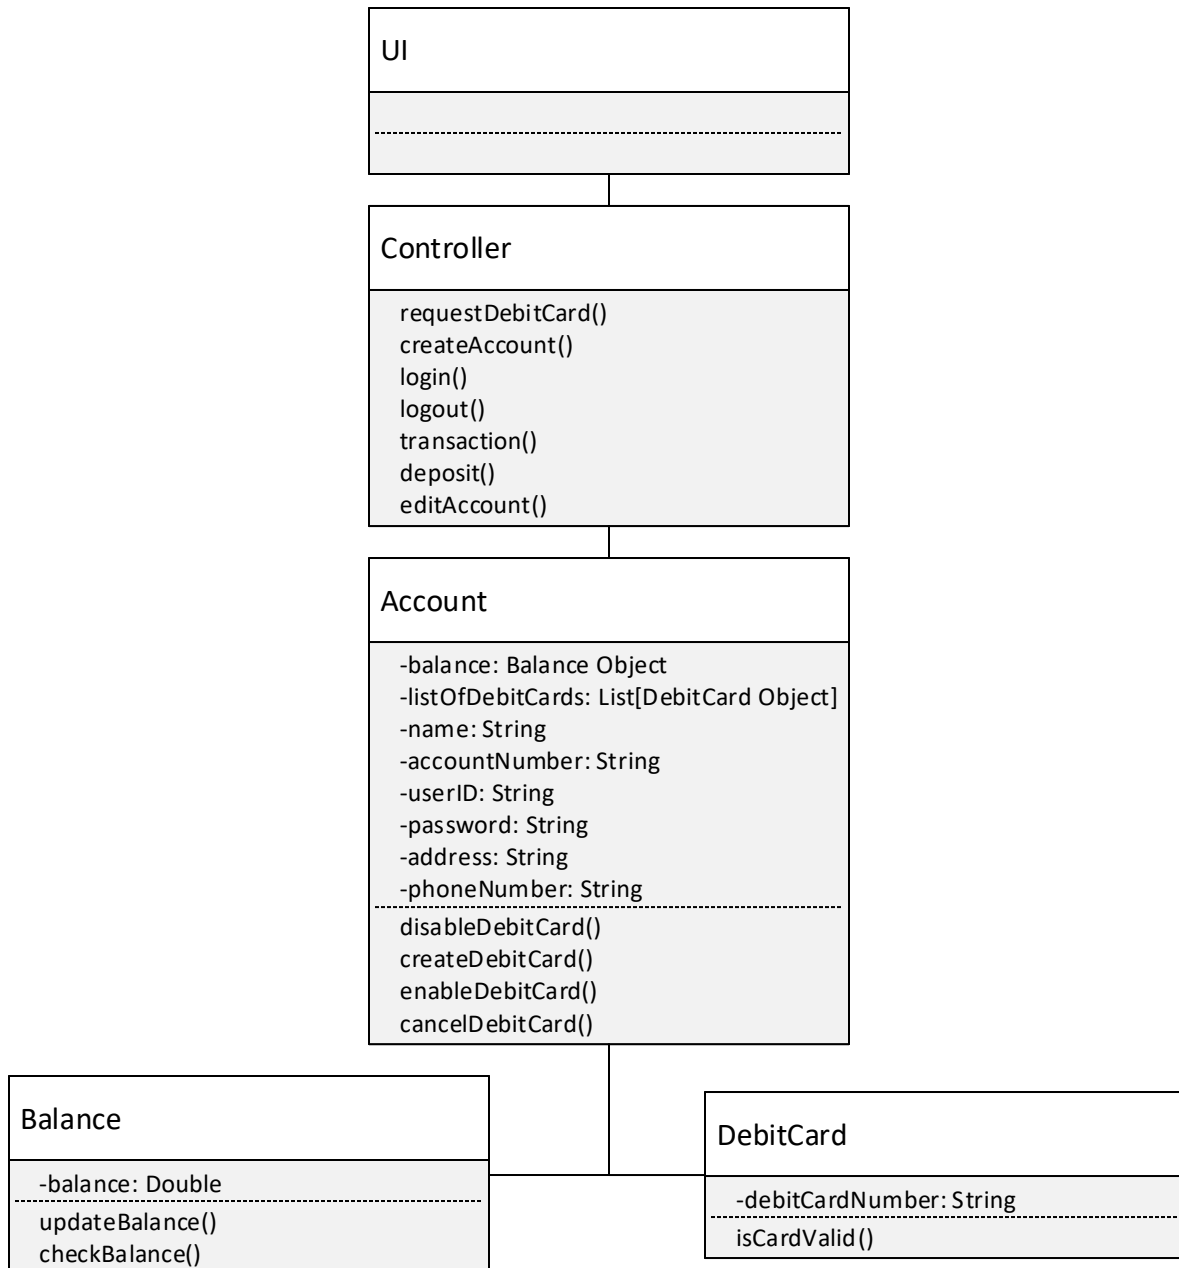 UI
Controller
requestDebitCard()
createAccount()
login()
logout()
transaction()
deposit()
editAccount()
Account
-balance: Balance Object
-listOfDebitCards: List[DebitCard Object]
-name: String
-accountNumber: String
-userID: String
-password: String
-address: String
-phoneNumber: String
disableDebitCard()
createDebitCard()
enableDebitCard()
cancelDebitCard()
Balance
-balance: Double
updateBalance()
checkBalance()
DebitCard
-debitCardNumber: String
isCardValid()